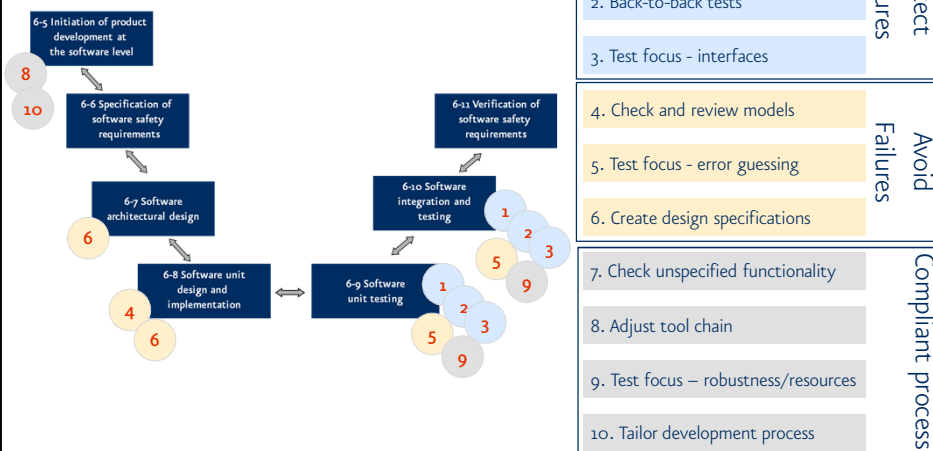 6-5 Initiation of product
development at
the software level
8
10
6-6 Specification of
software safety
requirements
6-7 Software
architectural design
6
6-8 Software unit
design and
implementation
4
6
6-9 Software
unit testing
1
2
3
5
9
6-10 Software
integration and
testing
1
2
3
5
9
6-11 Verification of
software safety
requirements
2. Back-to-back tests
3. Test focus - interfaces
4. Check and review models
5. Test focus - error guessing
6. Create design specifications
Avoid
Failures
7. Check unspecified functionality
8. Adjust tool chain
9. Test focus – robustness/resources
10. Tailor development process
Compliant process